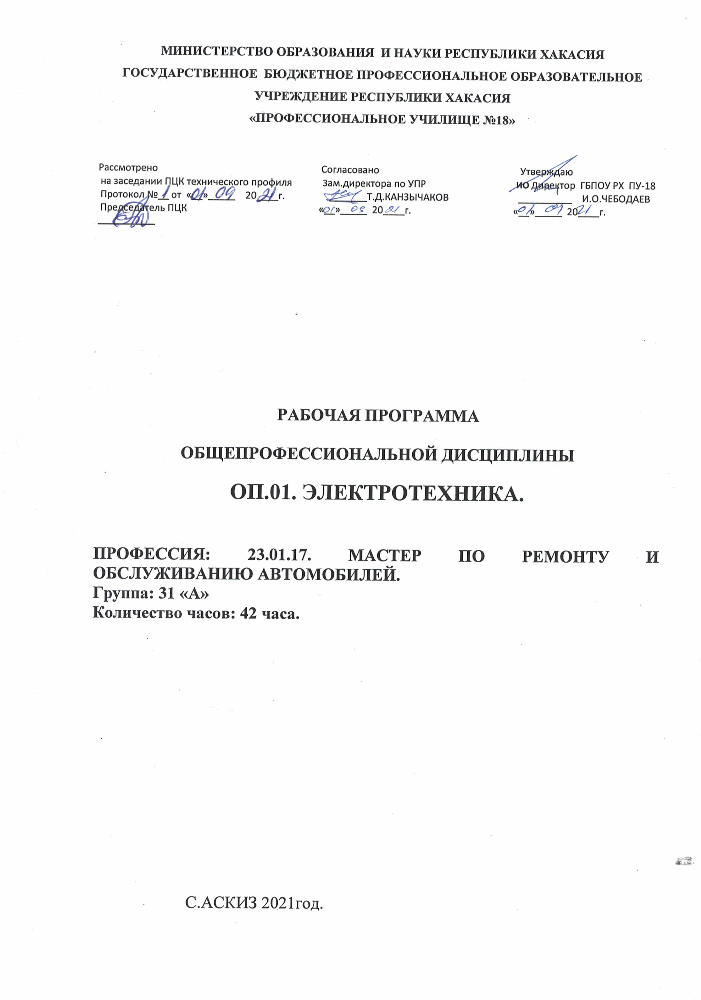 МИНИСТЕРСТВО ОБРАЗОВАНИЯ И НАУКИ РЕСПУБЛИКИ ХАКАСИЯ
ГОСУДАРСТВЕННОЕ БЮДЖЕТНОЕ ПРОФЕССИОНАЛЬНОЕ ОБРАЗОВАТЕЛЬНОЕ
УЧРЕЖДЕНИЕ РЕСПУБЛИКИ ХАКАСИЯ
«ПРОФЕССИОНАЛЬНОЕ УЧИЛИЩЕ №18»
Рассмотрено
на заседании ПЦК технического профиля
Протокол № 1 от «01» 09 2021 г.
Председатель ПЦК
Согласовано
Зам.директора по УПР
Т.Д.КАНЗЫЧАКОВ
«01» 09 2021 г.
Утверждаю
ИО Директор ГБПОУ РХ ПУ-18
И.О.ЧЕБОДАЕВ
«01» 09 2021 г.
РАБОЧАЯ ПРОГРАММА
ОБЩЕПРОФЕССИОНАЛЬНОЙ ДИСЦИПЛИНЫ
ОП.01. ЭЛЕКТРОТЕХНИКА.
ПРОФЕССИЯ: 23.01.17. МАСТЕР ПО РЕМОНТУ И
ОБСЛУЖИВАНИЮ АВТОМОБИЛЕЙ.
Группа: 31 «А»
Количество часов: 42 часа.
С.АСКИЗ 2021год.